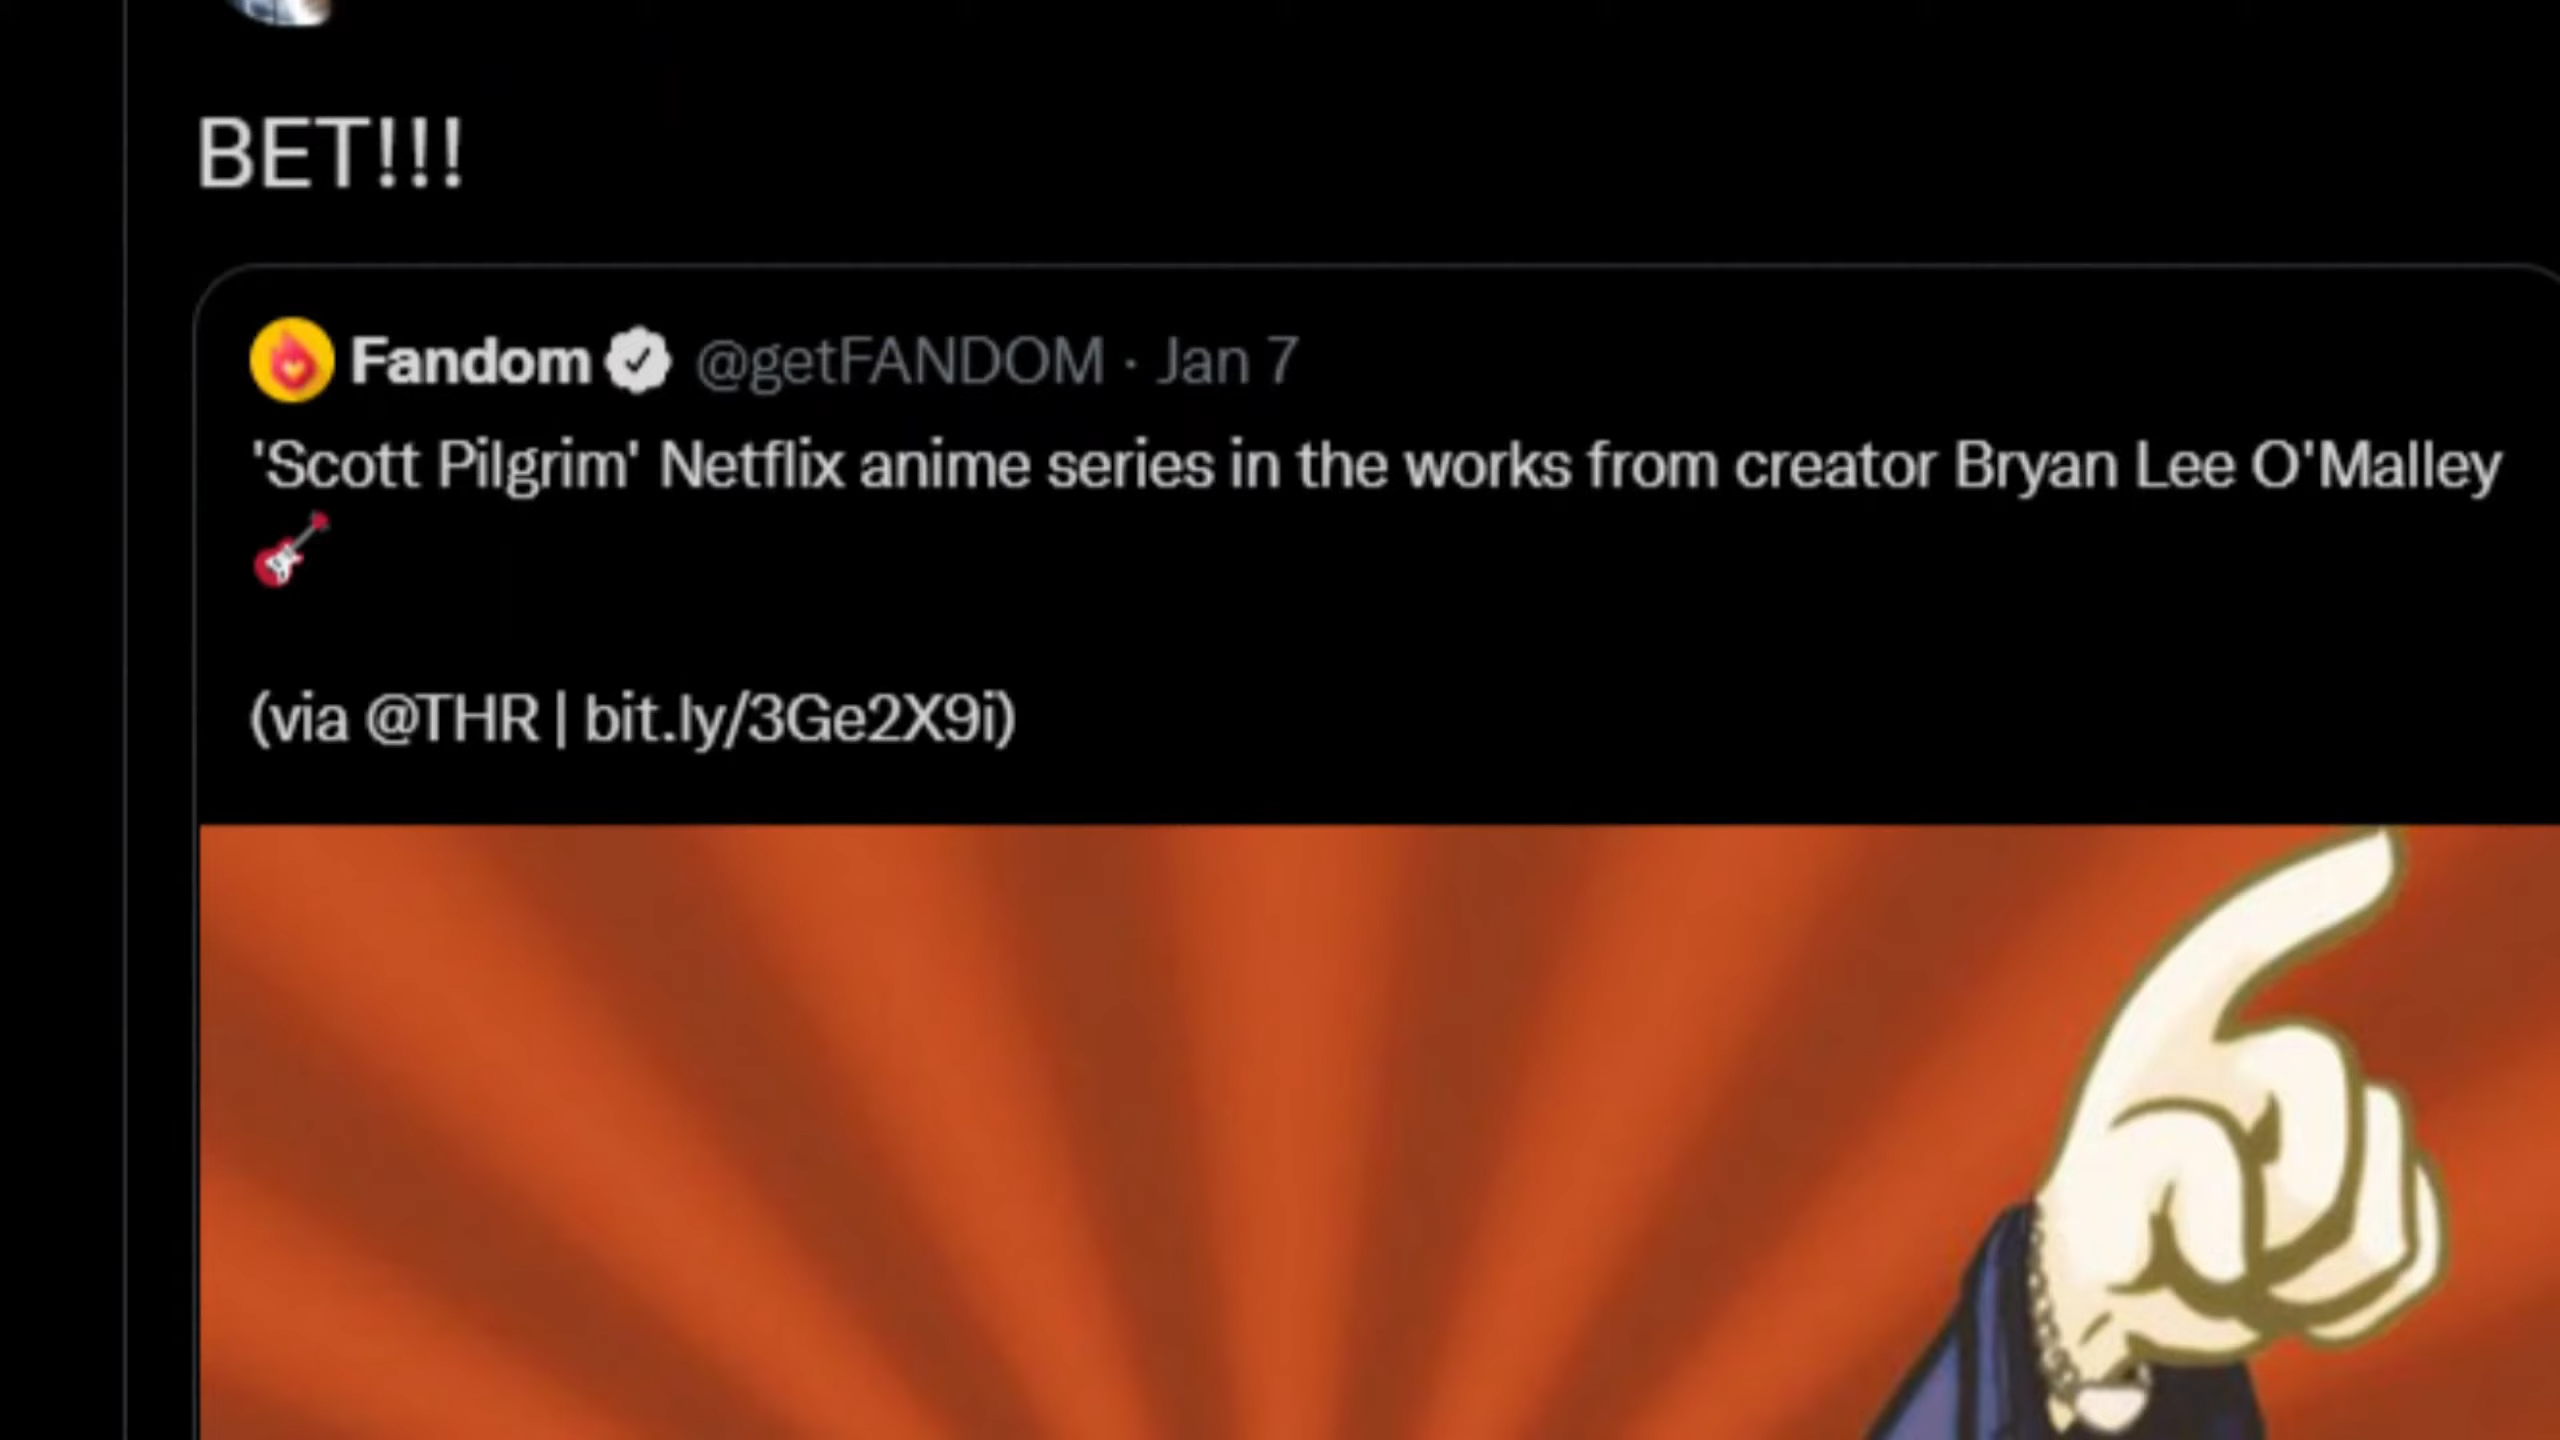 BET!!!
Fandom @getFANDOM · Jan 7
'Scott Pilgrim' Netflix anime series in the works from creator Bryan Lee O'Malley
🎸
(via @THR | bit.ly/3Ge2X9i)